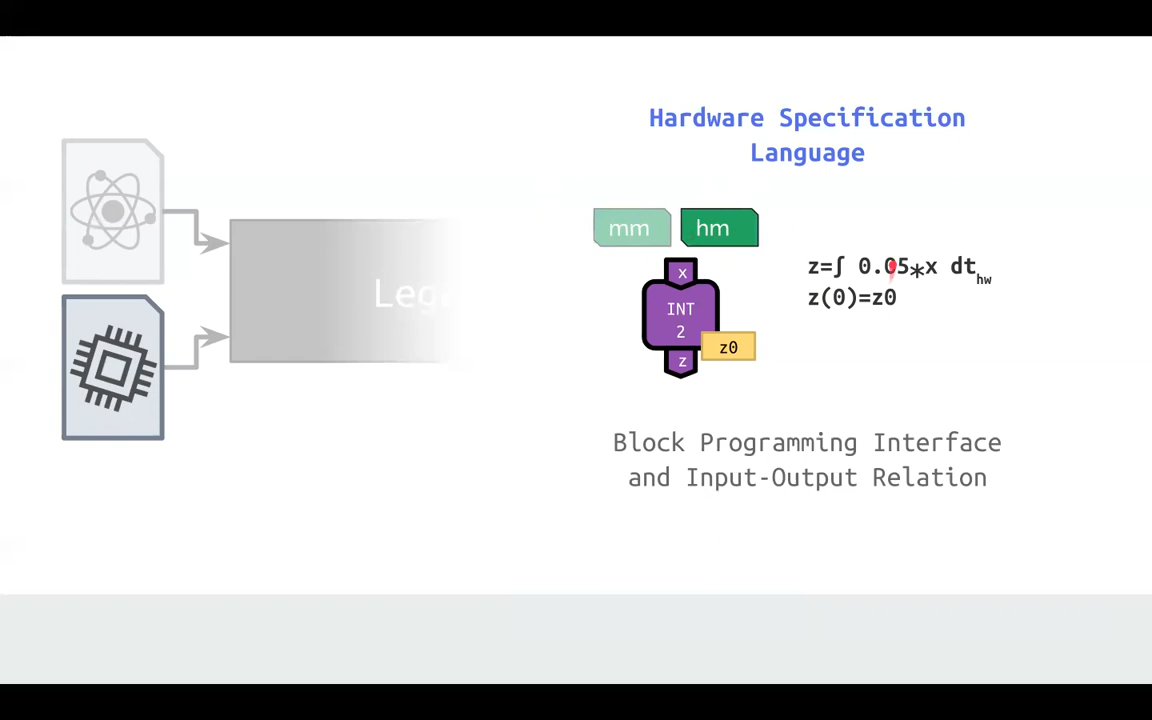 Hardware Specification
Language
mm hm
x
INT
2
z0
z
z=∫ 0.05*x dt hw
z(0)=z0
Leg
Block Programming Interface
and Input-Output Relation